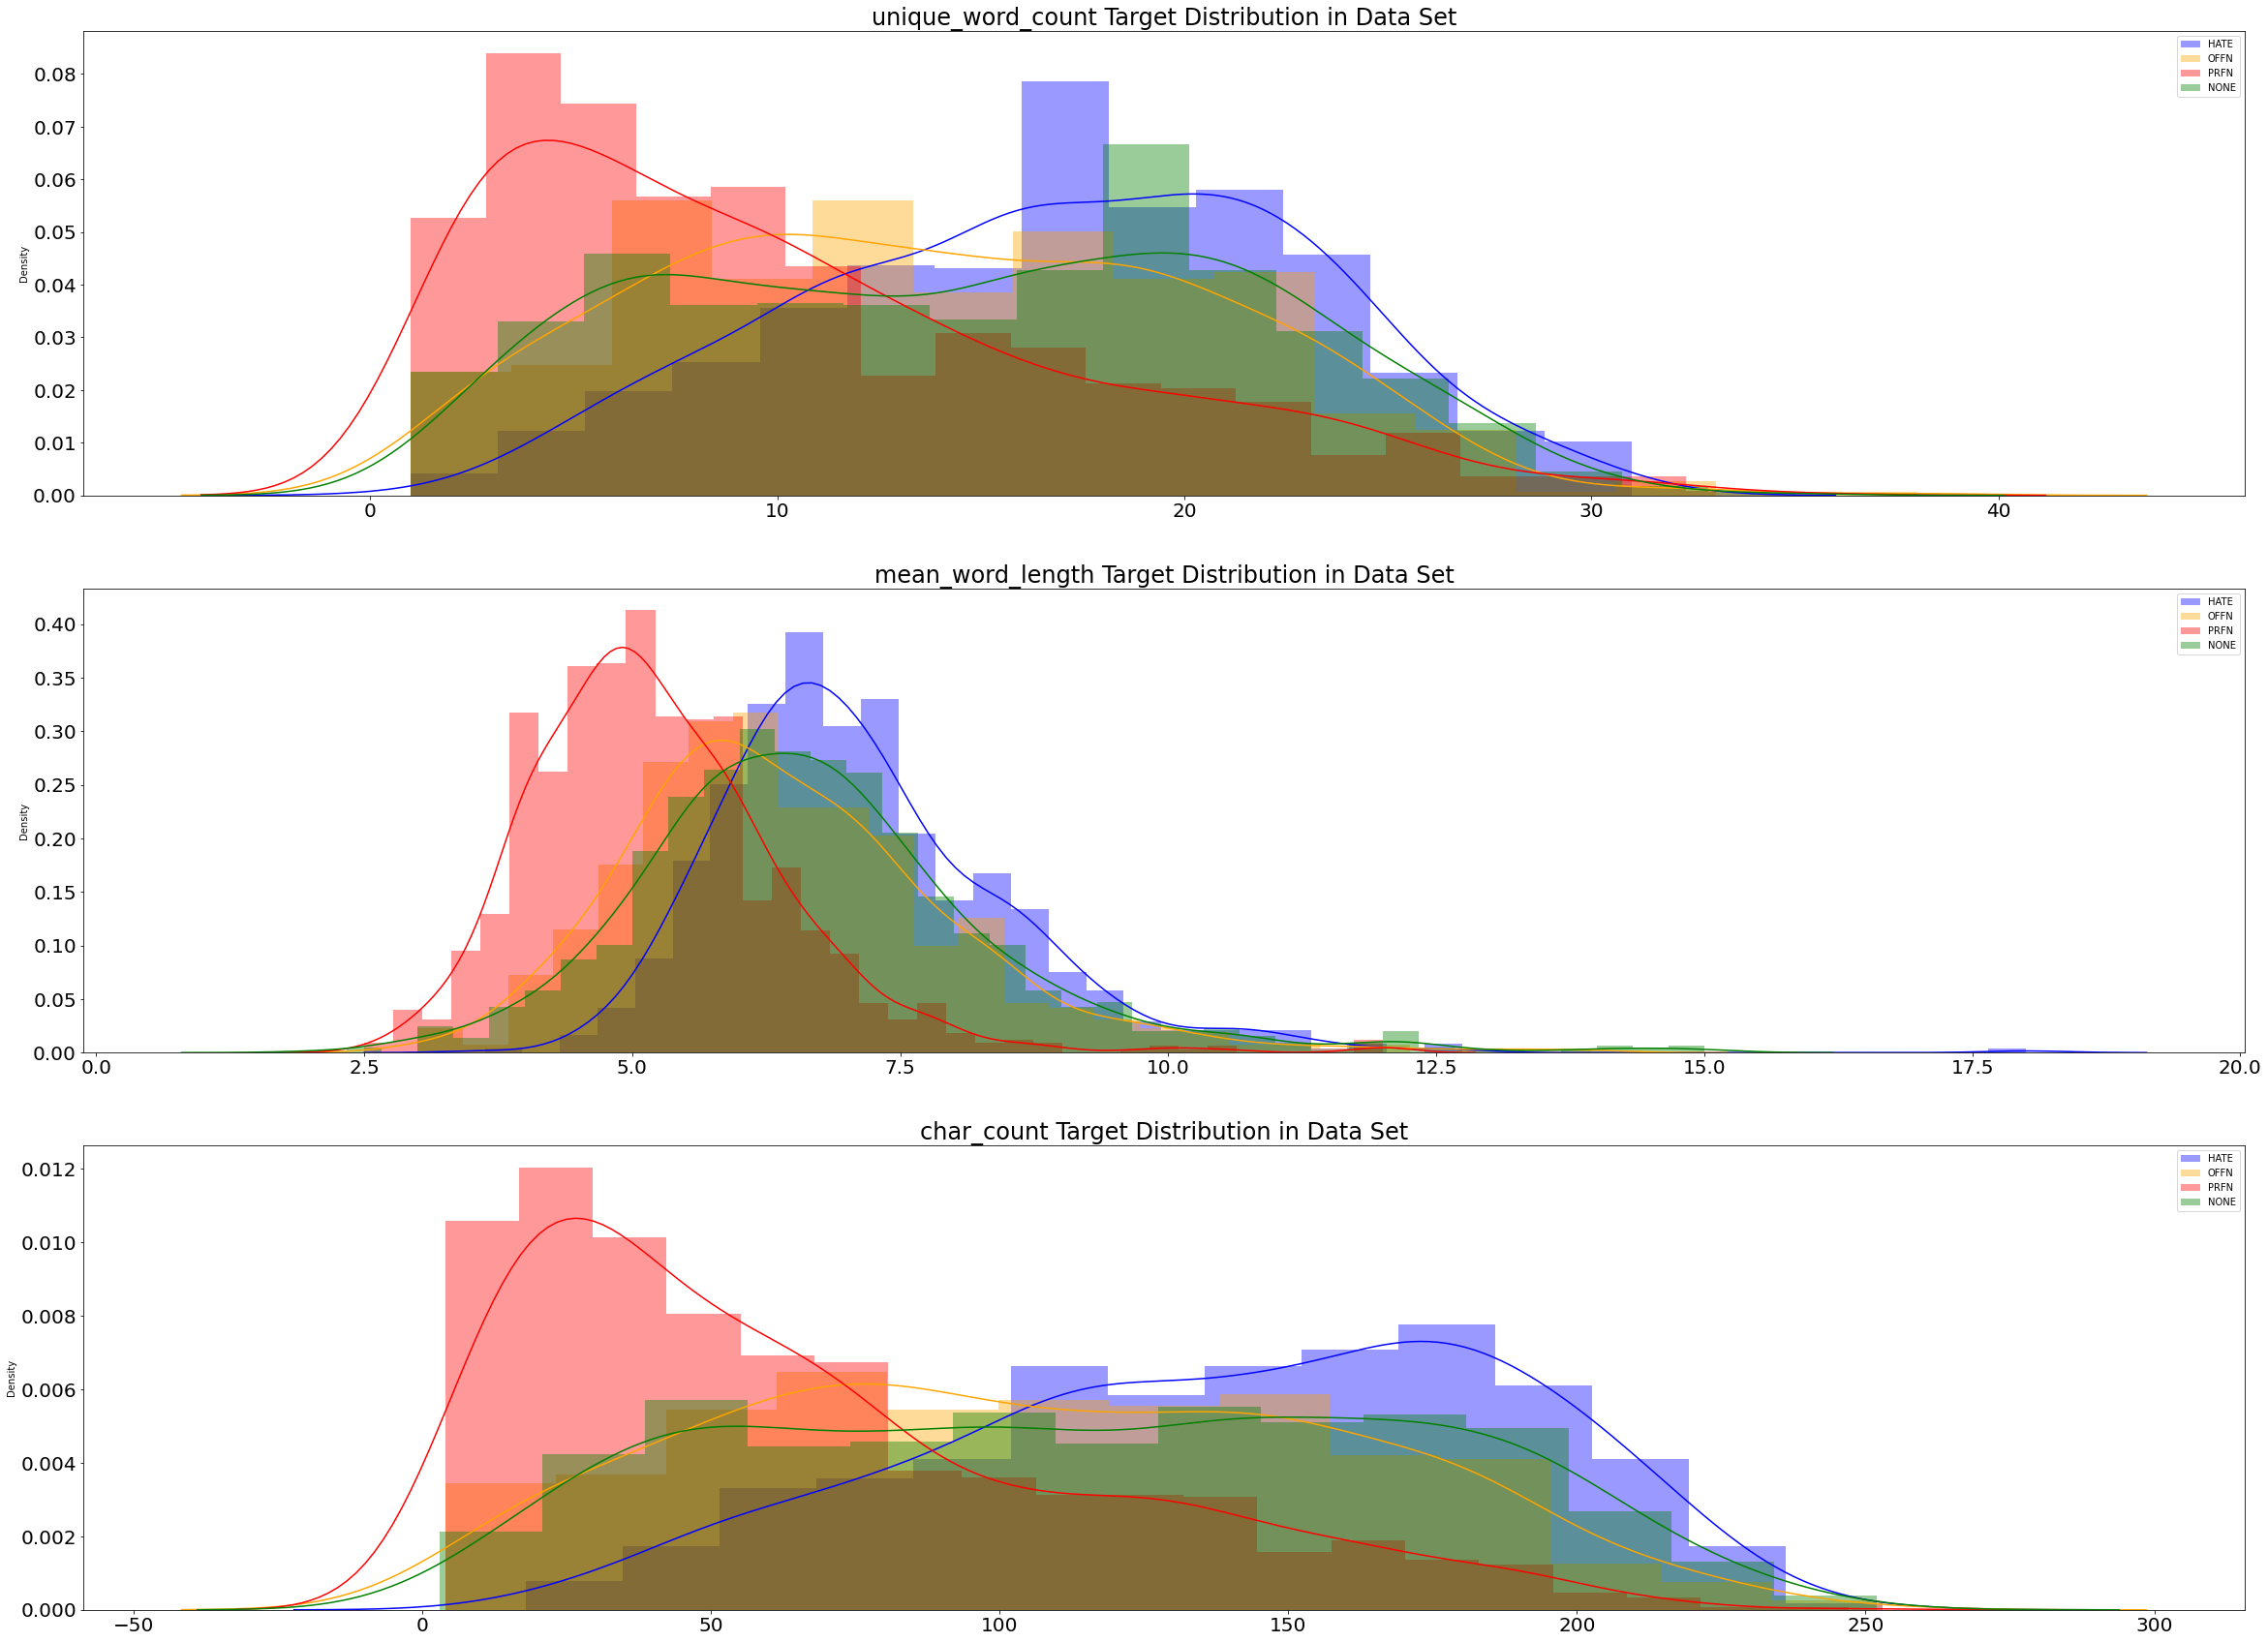 unique_word_count Target Distribution in Data Set
HATE
OFFN
PRFN
NONE
0.08
0.07
0.06
0.05
0.04
0.03
0.02
0.01
0.00
Density
0 10 20 30 40
mean_word_length Target Distribution in Data Set
HATE
OFFN
PRFN
NONE
0.40
0.35
0.30
0.25
0.20
0.15
0.10
0.05
0.00
Density
0.0 2.5 5.0 7.5 10.0 12.5 15.0 17.5 20.0
char_count Target Distribution in Data Set
HATE
OFFN
PRFN
NONE
0.012
0.010
0.008
0.006
0.004
0.002
0.000
Density
−50 0 50 100 150 200 250 300